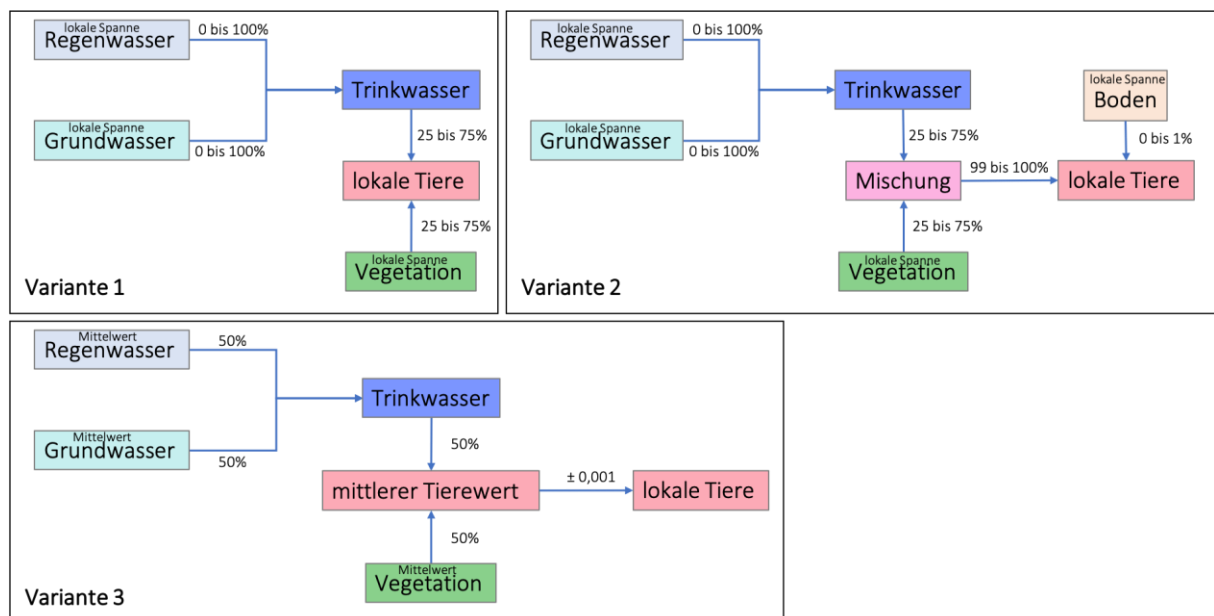 lokale Spanne
Regenwasser
0 bis 100%
Trinkwasser
lokale Spanne
Grundwasser
0 bis 100%
25 bis 75%
lokale Tiere
25 bis 75%
lokale Spanne
Vegetation
Variante 1
lokale Spanne
Regenwasser
0 bis 100%
Trinkwasser
lokale Spanne
Boden
lokale Spanne
Grundwasser
0 bis 100%
25 bis 75%
0 bis 1%
Mischung
99 bis 100%
lokale Tiere
25 bis 75%
lokale Spanne
Vegetation
Variante 2
Mittelwert
Regenwasser
50%
Trinkwasser
Mittelwert
Grundwasser
50%
50%
mittlerer Tierewert
± 0,001
lokale Tiere
50%
Mittelwert
Vegetation
Variante 3